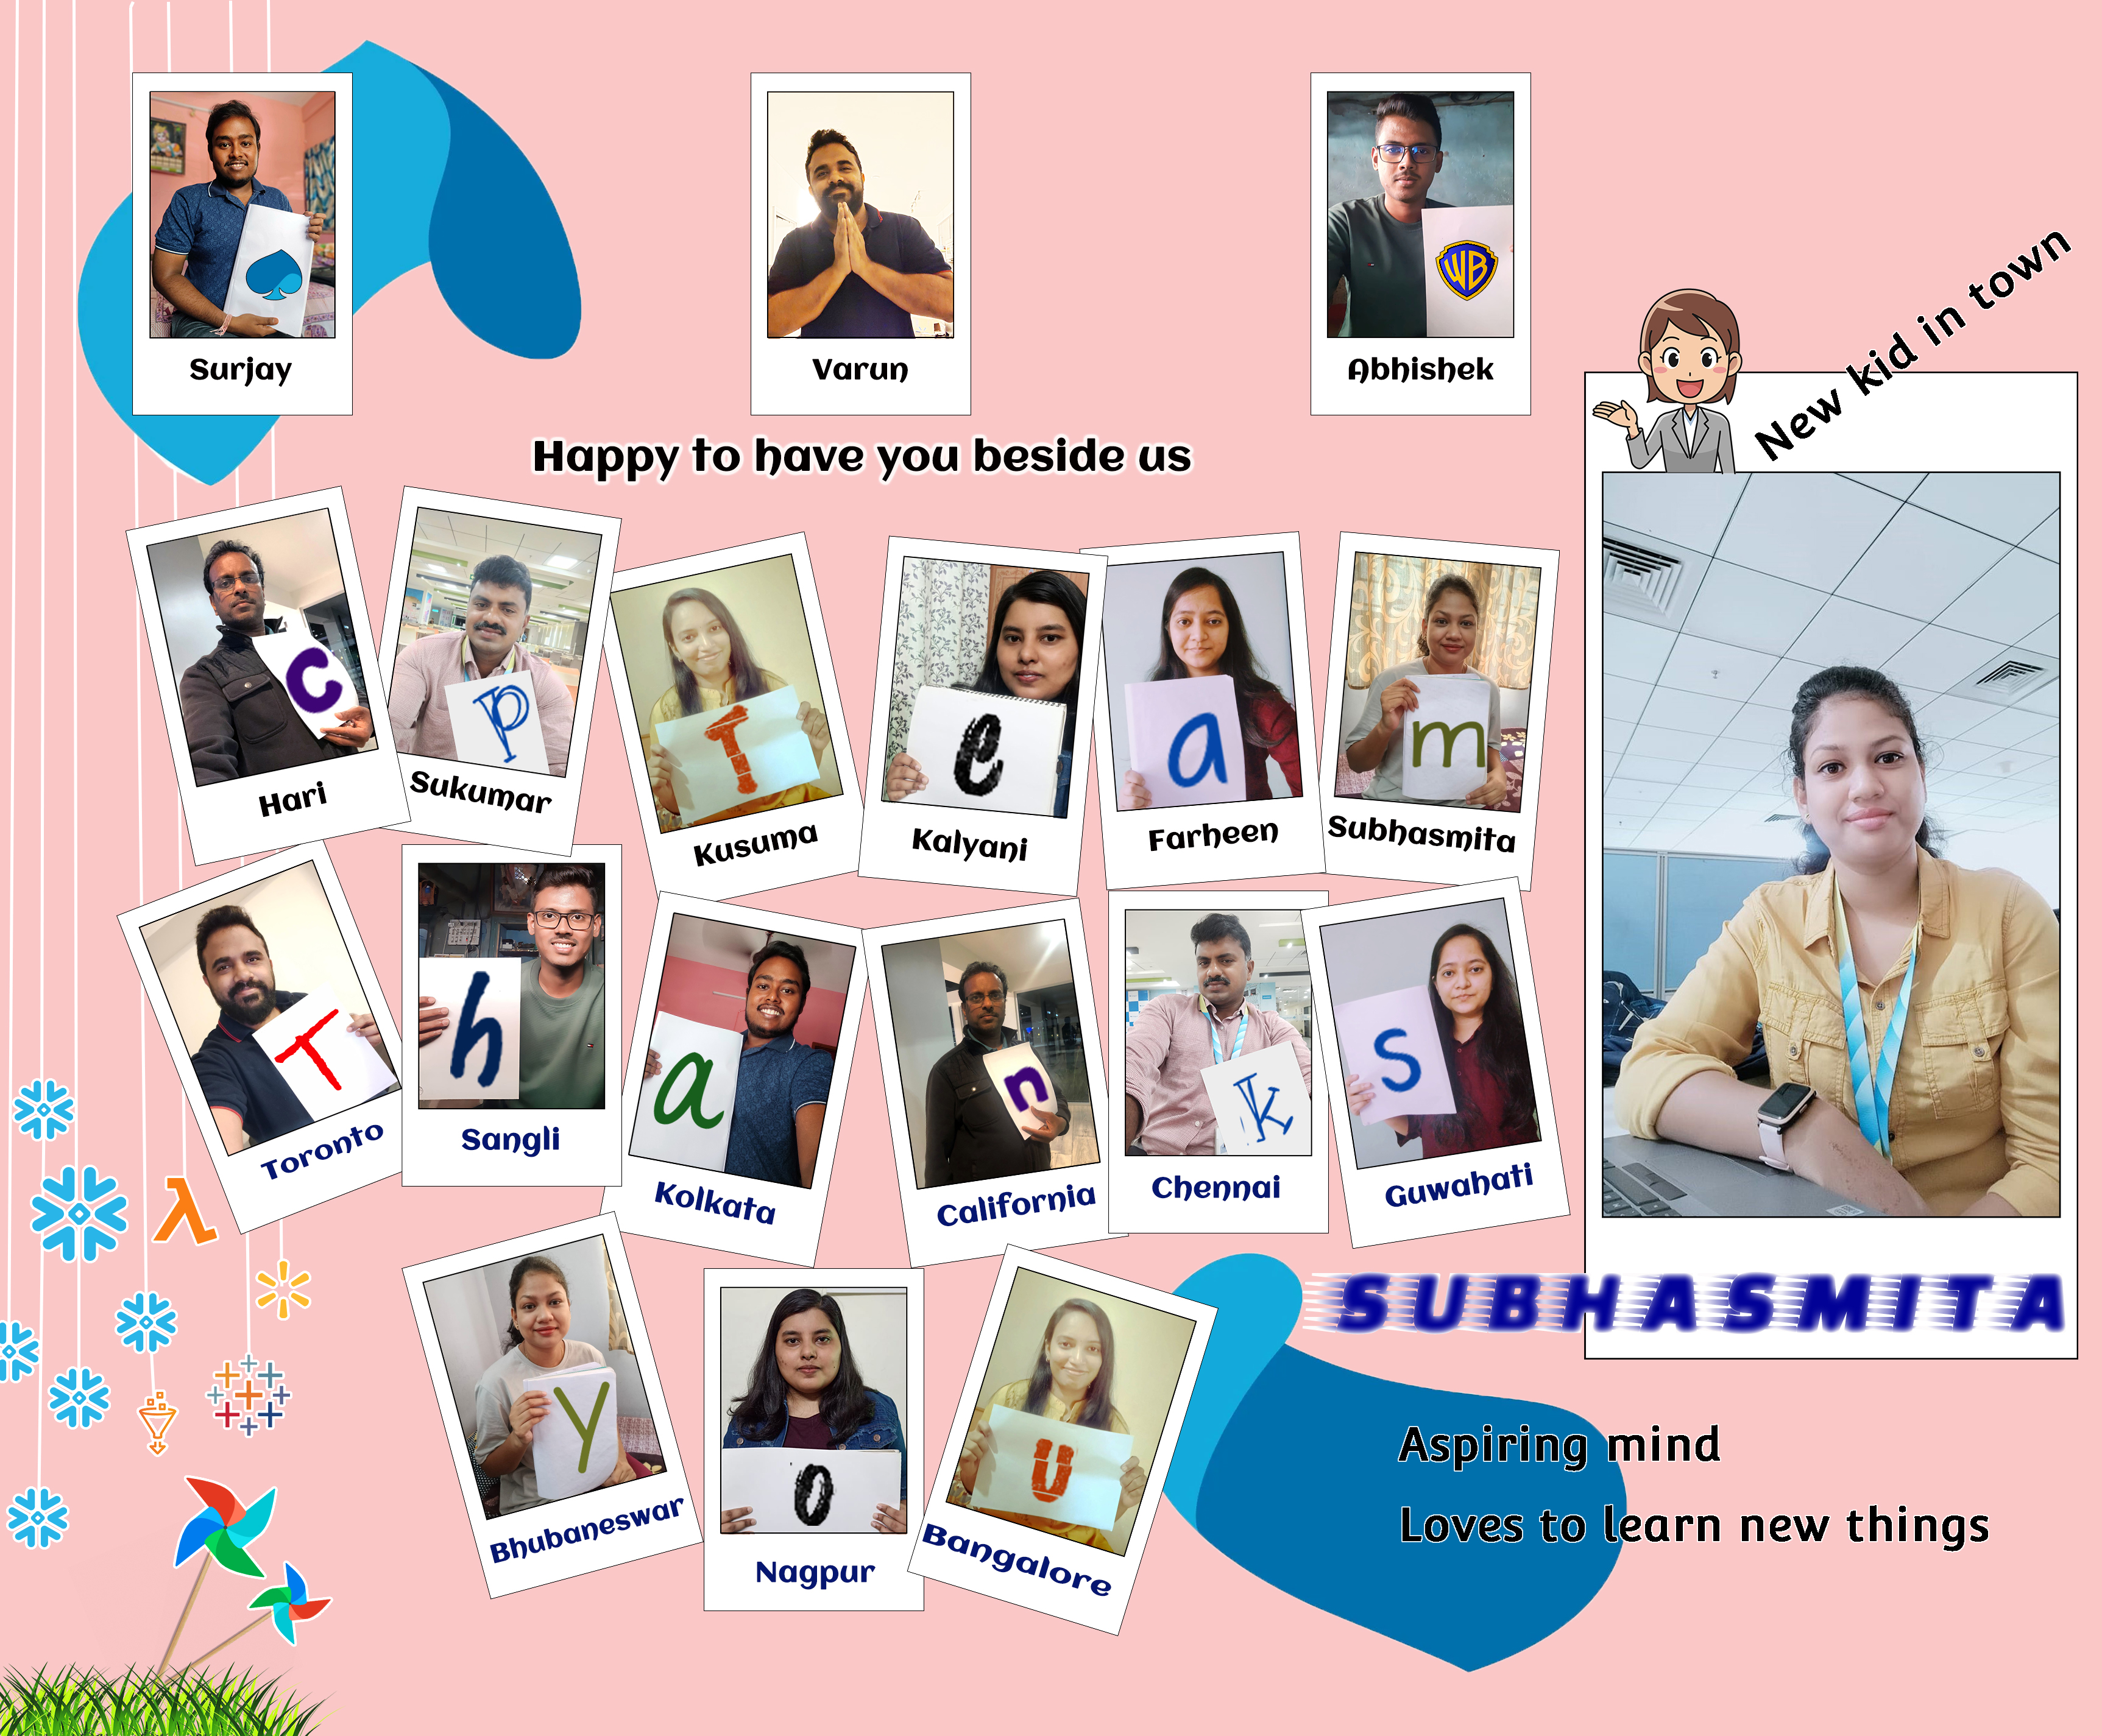 Surjay
Varun
WB
Abhishek
New kid in town
Happy to have you beside us
C
P
T
e
a
m
Hari
Sukumar
Kusuma
Kalyani
Farheen
Subhasmita
T
h
a
n
k
s
Toronto
Sangli
Kolkata
California
Chennai
Guwahati
SUBHASMITA
y
o
u
Bhubaneswar
Nagpur
Bangalore
Aspiring mind
Loves to learn new things